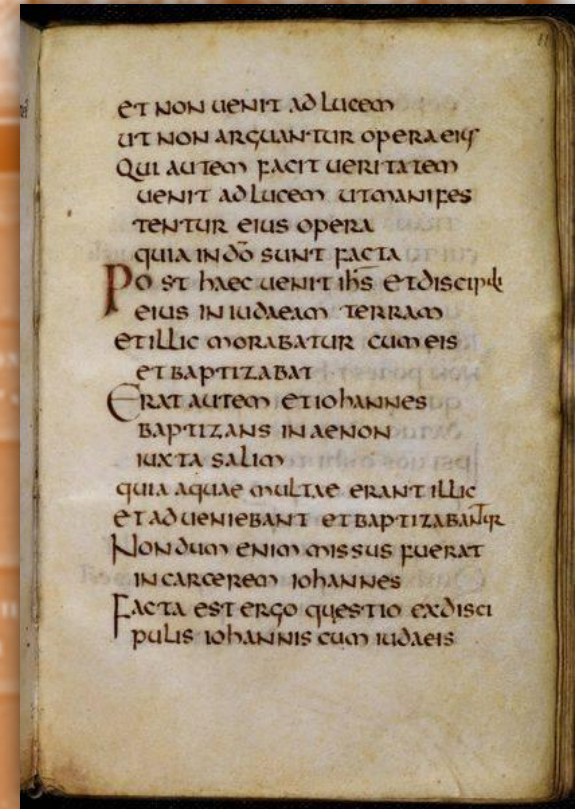 et non uenit ad lucem
ut non arguantur opera eius
Qui autem facit ueritatem
uenit ad lucem ut manifes
tentur eius opera
quia in dō sunt facta
Post haec uenit ihs̄ et discipuli
eius in iudaeam terram
et illic morabatur cum eis
et baptizabat
Erat autem et iohannes
baptizans in aenon
iuxta salim
quia aquae multae erant illic
et adueniebant et baptizabantur
Nondum enim missus fuerat
in carcerem iohannes
Facta est ergo quęstio ex disci
pulis iohannis cum iudaeis